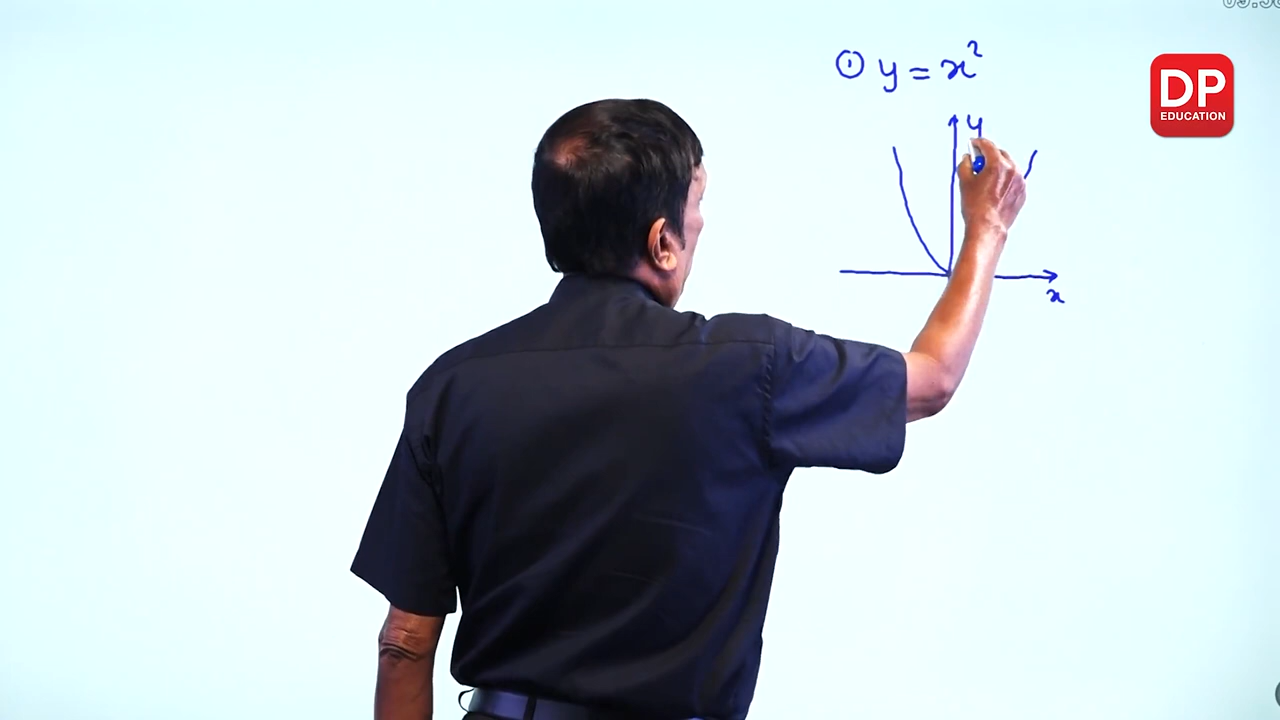 ① y = x²
DP
EDUCATION
y
x